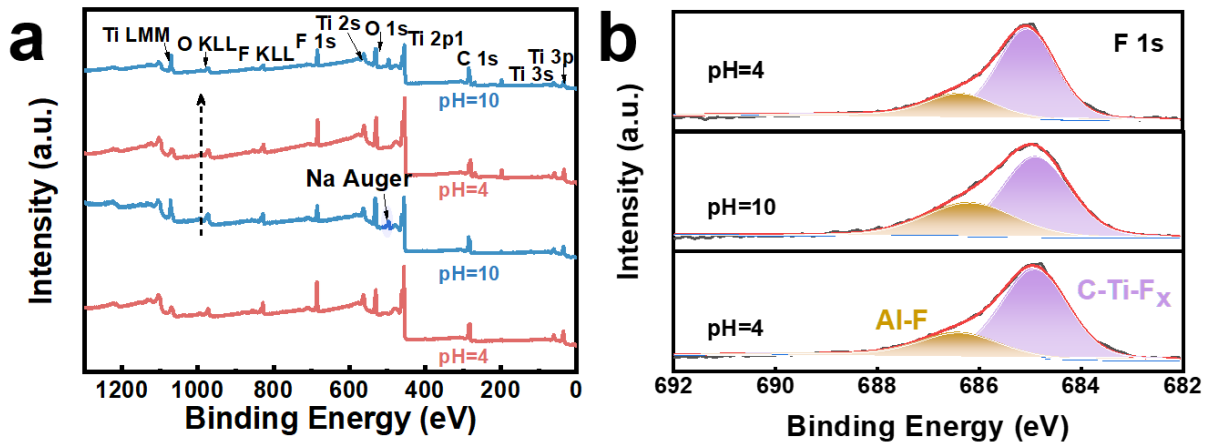 a
Ti LMM
O KLL
F KLL
F 1s
Ti 2s
O 1s
Ti 2p1
C 1s
Ti 3s
Ti 3p
pH=10
pH=4
Na Auger
pH=10
pH=4
Intensity (a.u.)
1200 1000 800 600 400 200 0
Binding Energy (eV)
b
F 1s
pH=4
pH=10
pH=4
Al-F
C-Ti-Fx
Intensity (a.u.)
692 690 688 686 684 682
Binding Energy (eV)